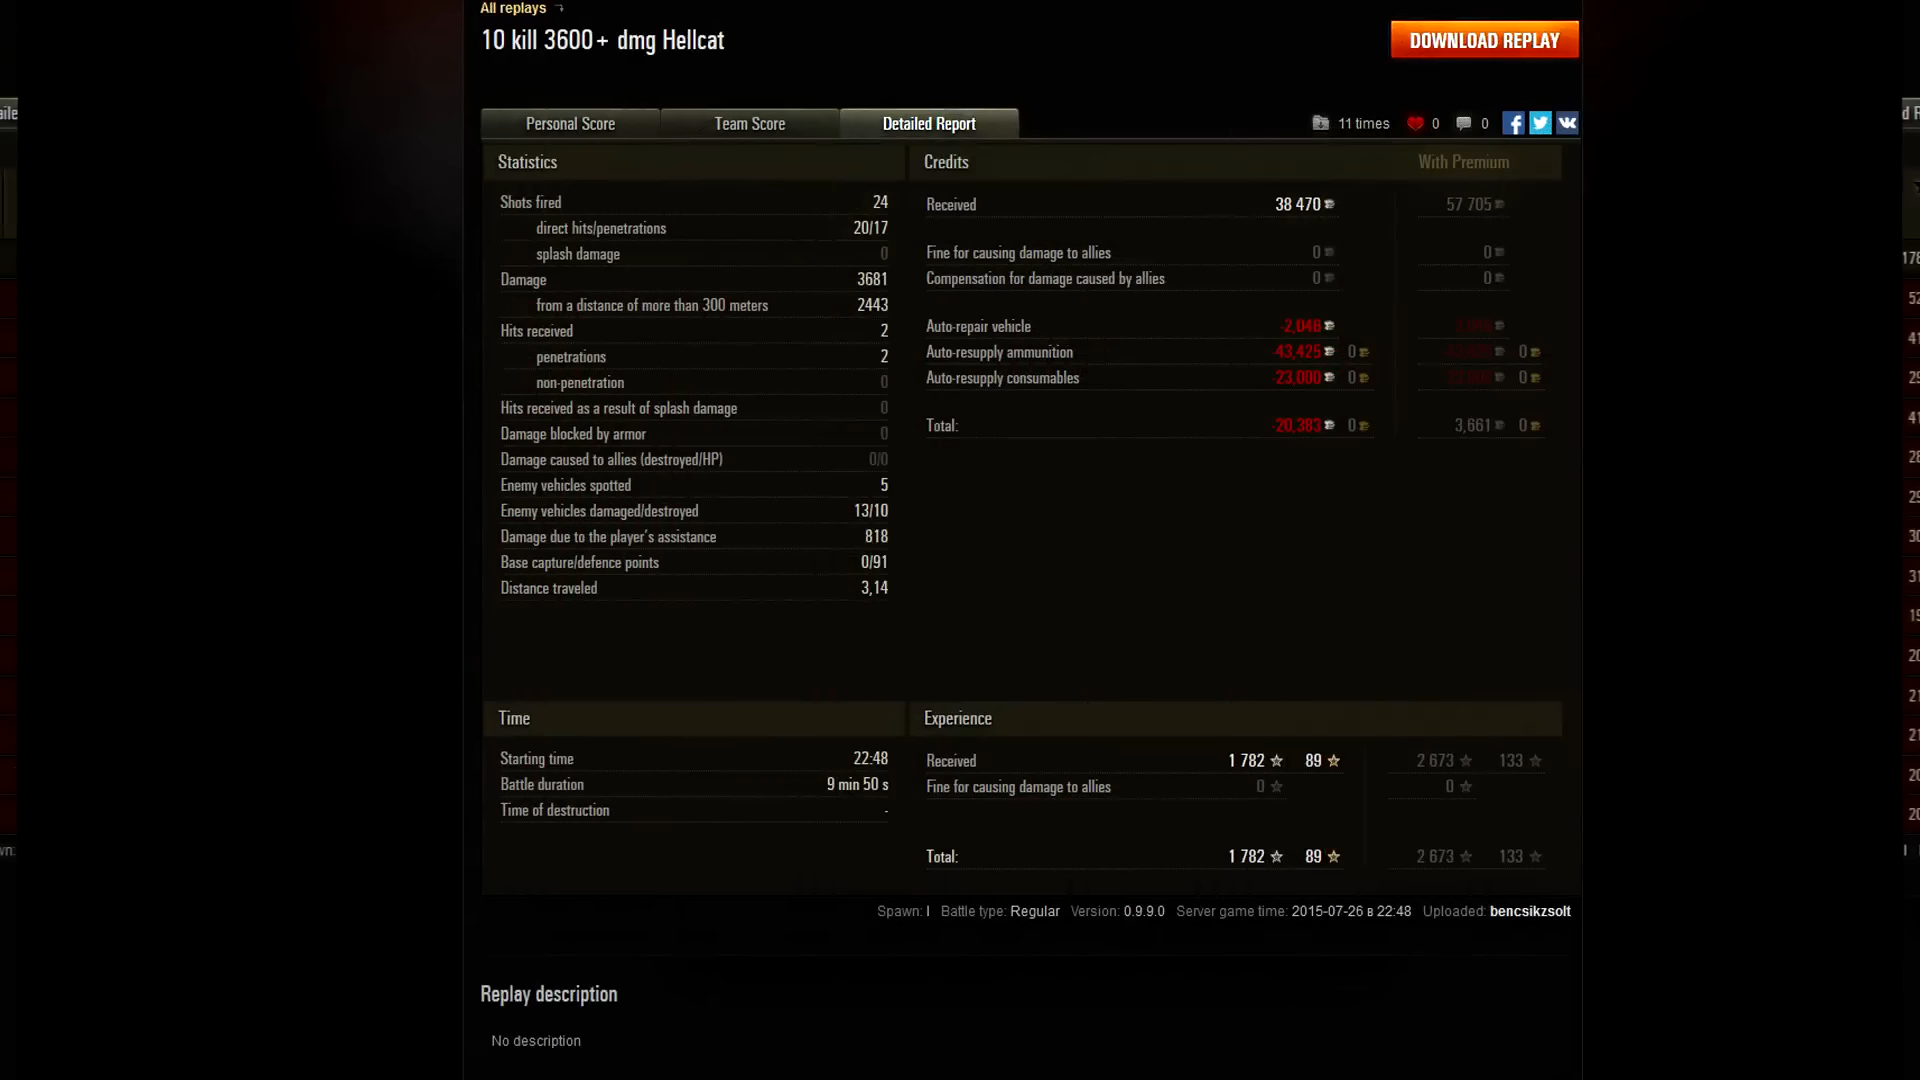 All replays
10 kill 3600+ dmg Hellcat
DOWNLOAD REPLAY
Personal Score Team Score Detailed Report 11 times 0 0
Statistics
Shots fired 24
direct hits/penetrations 20/17
splash damage 0
Damage 3681
from a distance of more than 300 meters 2443
Hits received 2
penetrations 2
non-penetration 0
Hits received as a result of splash damage 0
Damage blocked by armor 0
Damage caused to allies (destroyed/HP) 0/0
Enemy vehicles spotted 5
Enemy vehicles damaged/destroyed 13/10
Damage due to the player's assistance 818
Base capture/defence points 0/91
Distance traveled 3,14
Credits With Premium
Received 38 470 57 705
Fine for causing damage to allies 0 0
Compensation for damage caused by allies 0 0
Auto-repair vehicle -2,048
Auto-resupply ammunition -43,425 0 0
Auto-resupply consumables -23,000 0 0
Total: -20,383 0 3,661 0
Time
Starting time 22:48
Battle duration 9 min 50 s
Time of destruction -
Experience
Received 1 782 89 2 673 133
Fine for causing damage to allies 0 0
Total: 1 782 89 2 673 133
Spawn: I Battle type: Regular Version: 0.9.9.0 Server game time: 2015-07-26 в 22:48 Uploaded: bencsikzsolt
Replay description
No description